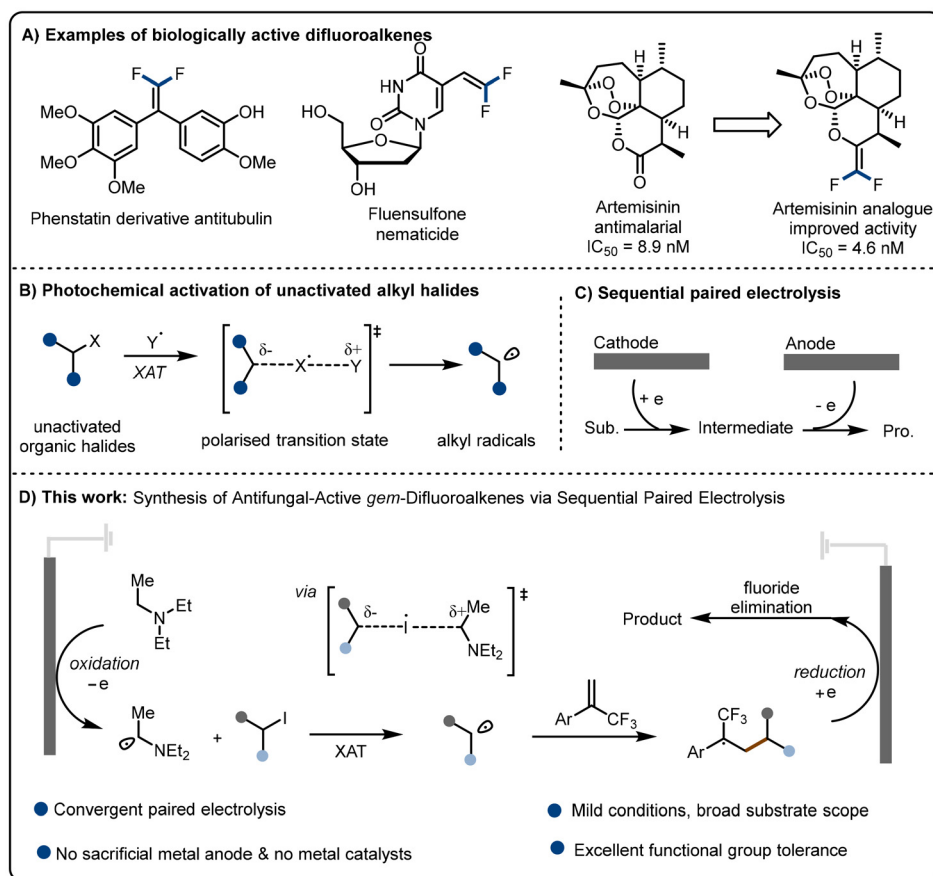 A) Examples of biologically active difluoroalkenes
F F
MeO
MeO
OMe
OH
OMe
Phenstatin derivative antitubulin
O
HN
O N
F
F
HO
O
OH
Fluensulfone
nematicide
H
O
O
O
O
H
O
Artemisinin
antimalarial
IC50 = 8.9 nM
H
O
O
O
O
H
F F
Artemisinin analogue
improved activity
IC50 = 4.6 nM
B) Photochemical activation of unactivated alkyl halides
X
Y•
XAT
δ- X• δ+ Y
‡
unactivated
organic halides
polarised transition state
alkyl radicals
C) Sequential paired electrolysis
Cathode Anode
+ e - e
Sub. Intermediate Pro.
D) This work: Synthesis of Antifungal-Active gem-Difluoroalkenes via Sequential Paired Electrolysis
Me
N Et
Et
oxidation
– e
Me
NEt2
+
I
XAT
via
δ- I• δ+ Me
NEt2
‡
Ar CF3
Product
fluoride
elimination
reduction
+e
CF3
Ar
Convergent paired electrolysis
Mild conditions, broad substrate scope
No sacrificial metal anode & no metal catalysts
Excellent functional group tolerance